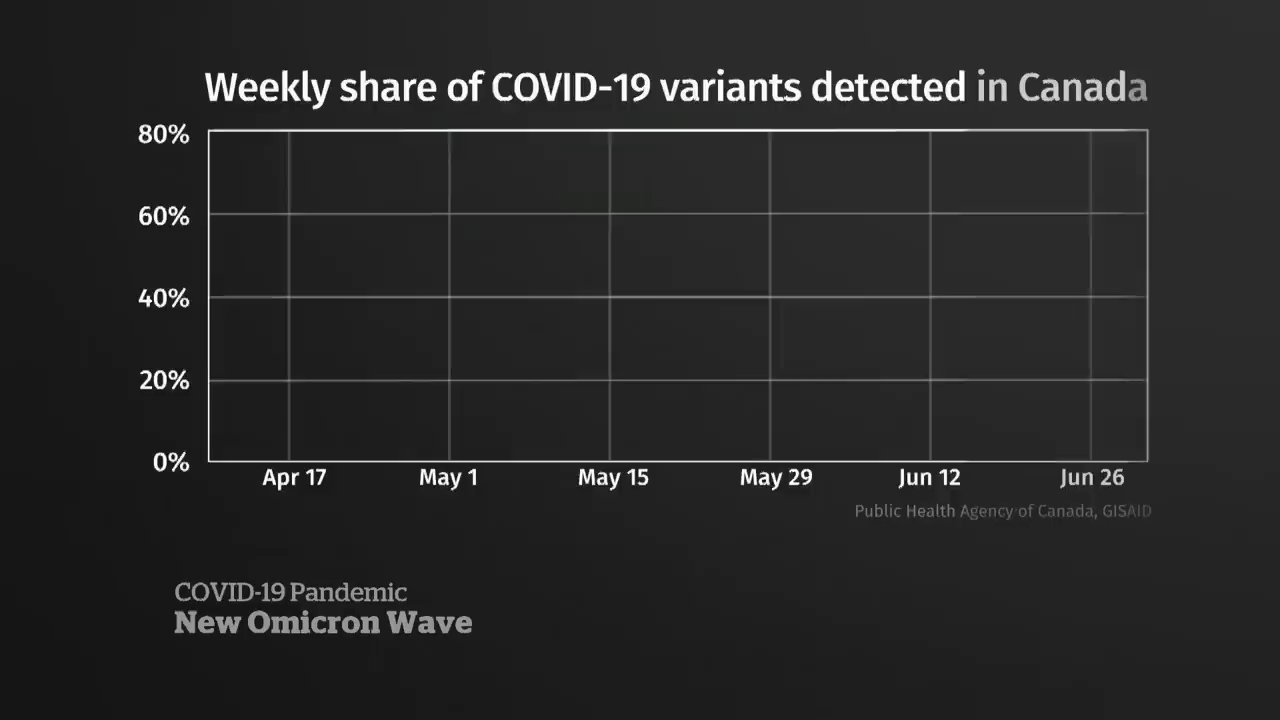 Weekly share of COVID-19 variants detected in Canada
80%
60%
40%
20%
0%
Apr 17 May 1 May 15 May 29 Jun 12 Jun 26
Public Health Agency of Canada, GISAID
COVID-19 Pandemic
New Omicron Wave